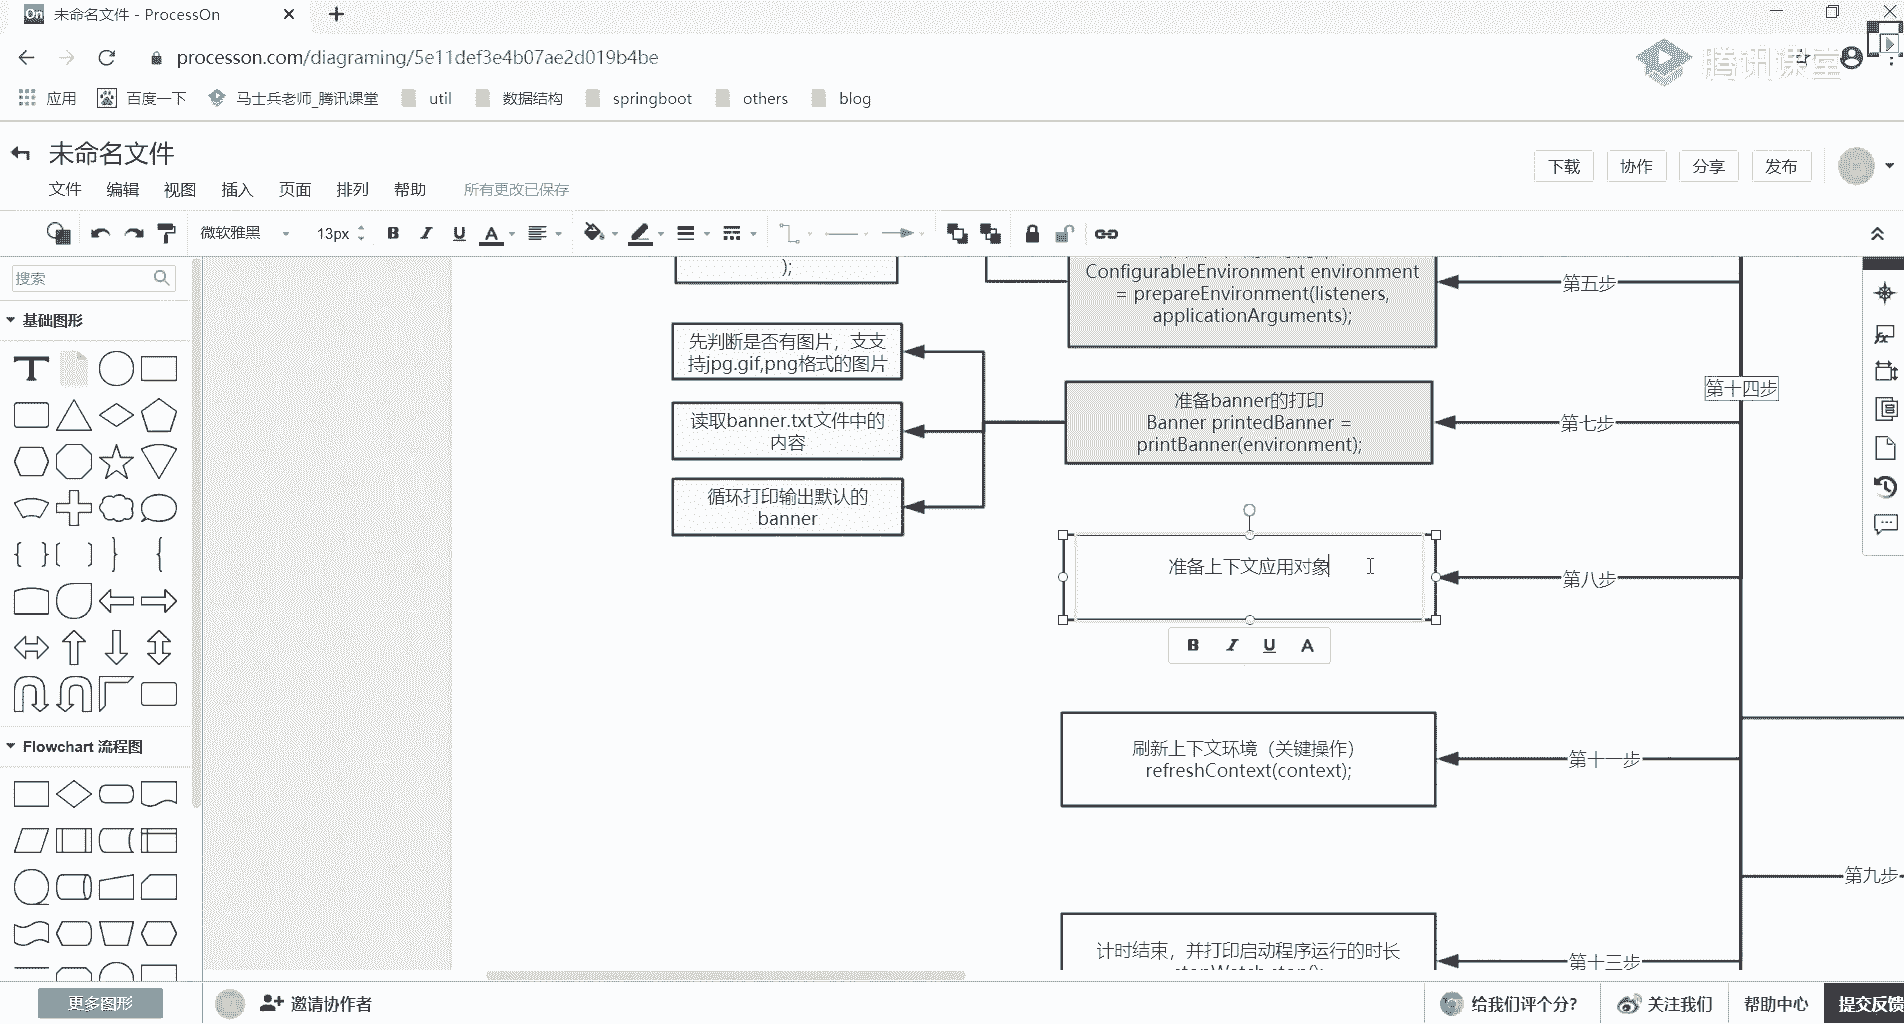 未命名文件 - ProcessOn
processon.com/diagraming/5e11def3e4b07ae2d019b4be
腾讯课堂
应用
百度一下
马士兵老师_腾讯课堂
util
数据结构
springboot
others
blog
未命名文件
下载
协作
分享
发布
文件
编辑
视图
插入
页面
排列
帮助
所有更改已保存
微软雅黑
13px
搜索
基础图形
Flowchart 流程图
更多图形
);
ConfigurableEnvironment environment
= prepareEnvironment(listeners,
applicationArguments);
第五步
先判断是否有图片，支支
持jpg.gif,png格式的图片
读取banner.txt文件中的
内容
循环打印输出默认的
banner
准备banner的打印
Banner printedBanner =
printBanner(environment);
第七步
第十四步
准备上下文应用对象
第八步
刷新上下文环境（关键操作）
refreshContext(context);
第十一步
第九步
计时结束，并打印启动程序运行的时长
第十三步
邀请协作者
给我们评个分?
关注我们
帮助中心
提交反馈